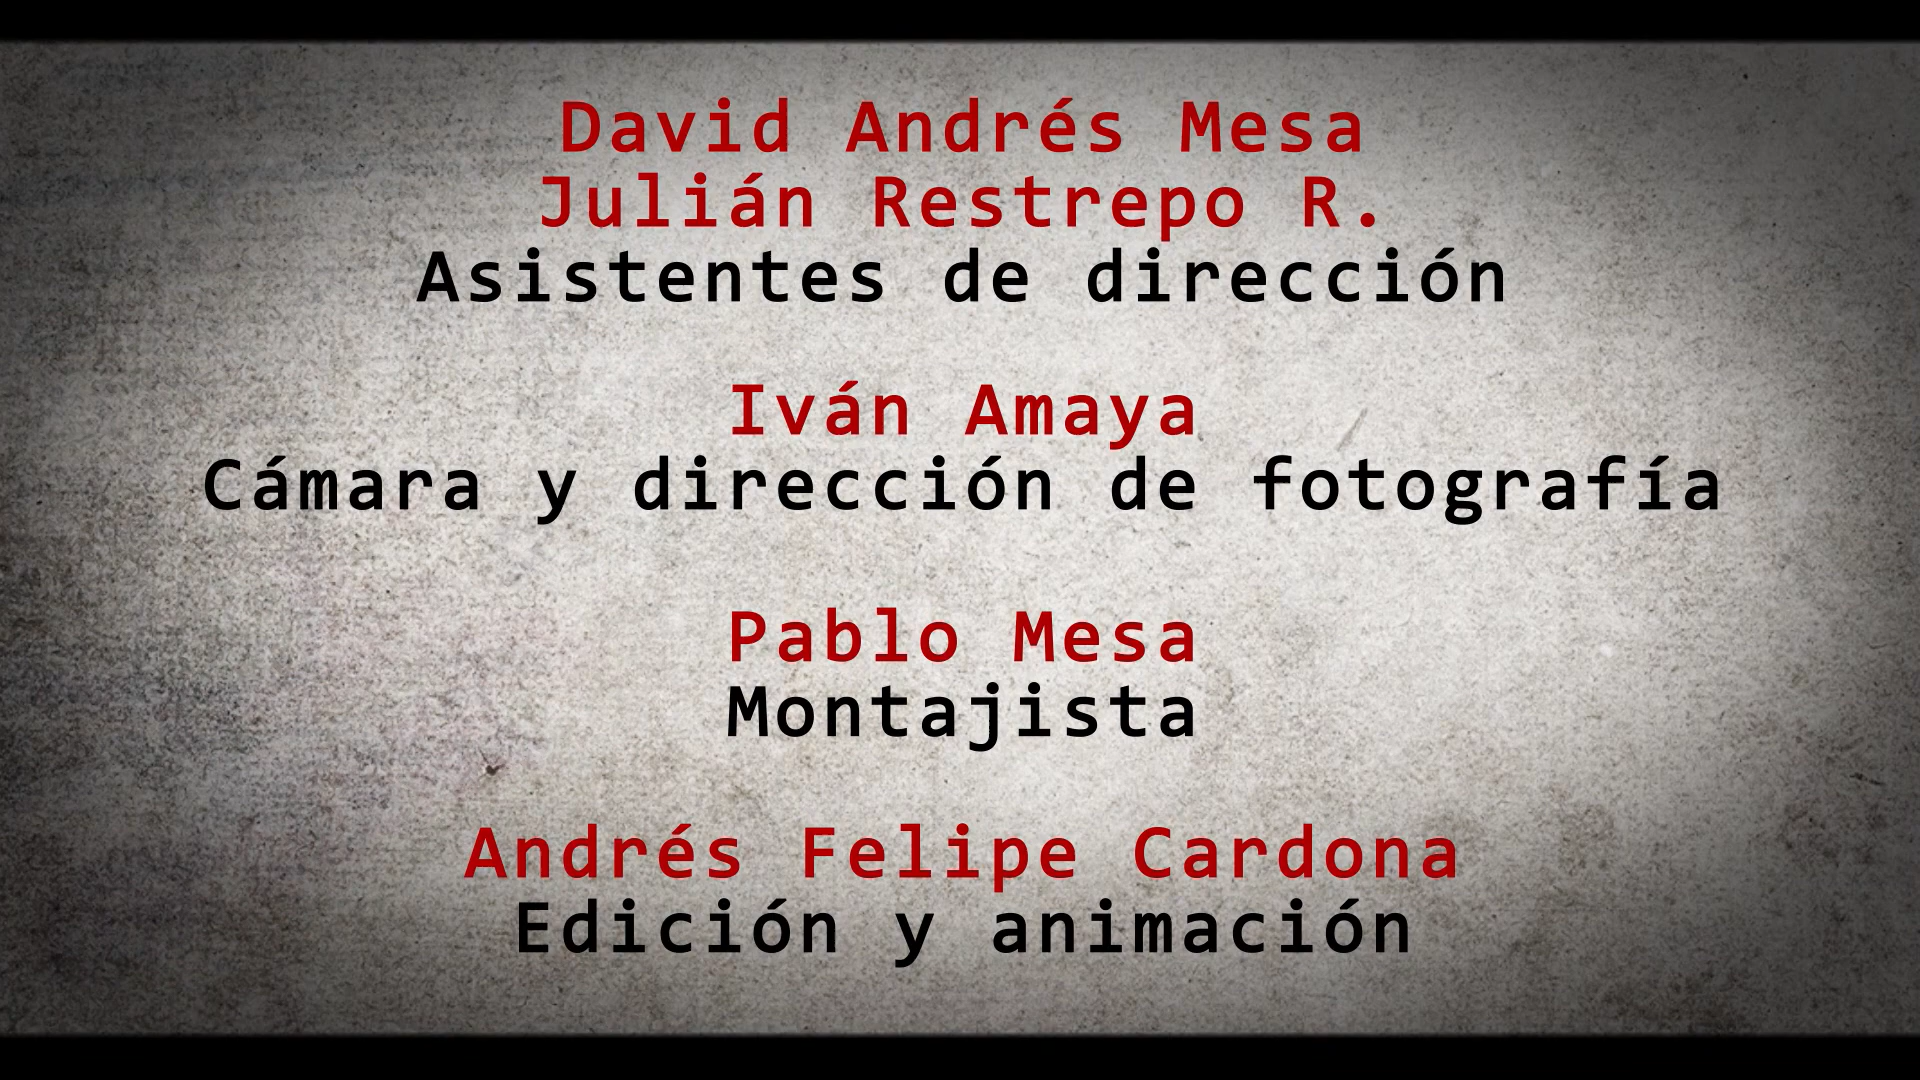 David Andrés Mesa
Julián Restrepo R.
Asistentes de dirección
Iván Amaya
Cámara y dirección de fotografía
Pablo Mesa
Montajista
Andrés Felipe Cardona
Edición y animación